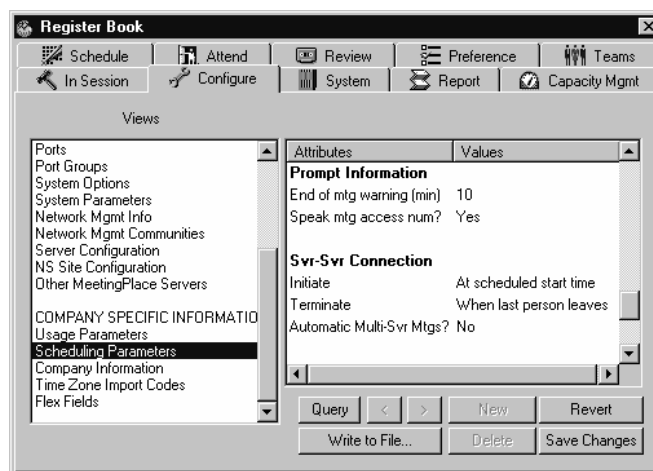 Register Book
Schedule Attend Review Preference Teams
In Session Configure System Report Capacity Mgmt
Views
Ports
Port Groups
System Options
System Parameters
Network Mgmt Info
Network Mgmt Communities
Server Configuration
NS Site Configuration
Other MeetingPlace Servers
COMPANY SPECIFIC INFORMATIO
Usage Parameters
Scheduling Parameters
Company Information
Time Zone Import Codes
Flex Fields
Attributes Values
Prompt Information
End of mtg warning (min) 10
Speak mtg access num? Yes
Svr-Svr Connection
Initiate At scheduled start time
Terminate When last person leaves
Automatic Multi-Svr Mtgs? No
Query < > New Revert
Write to File... Delete Save Changes